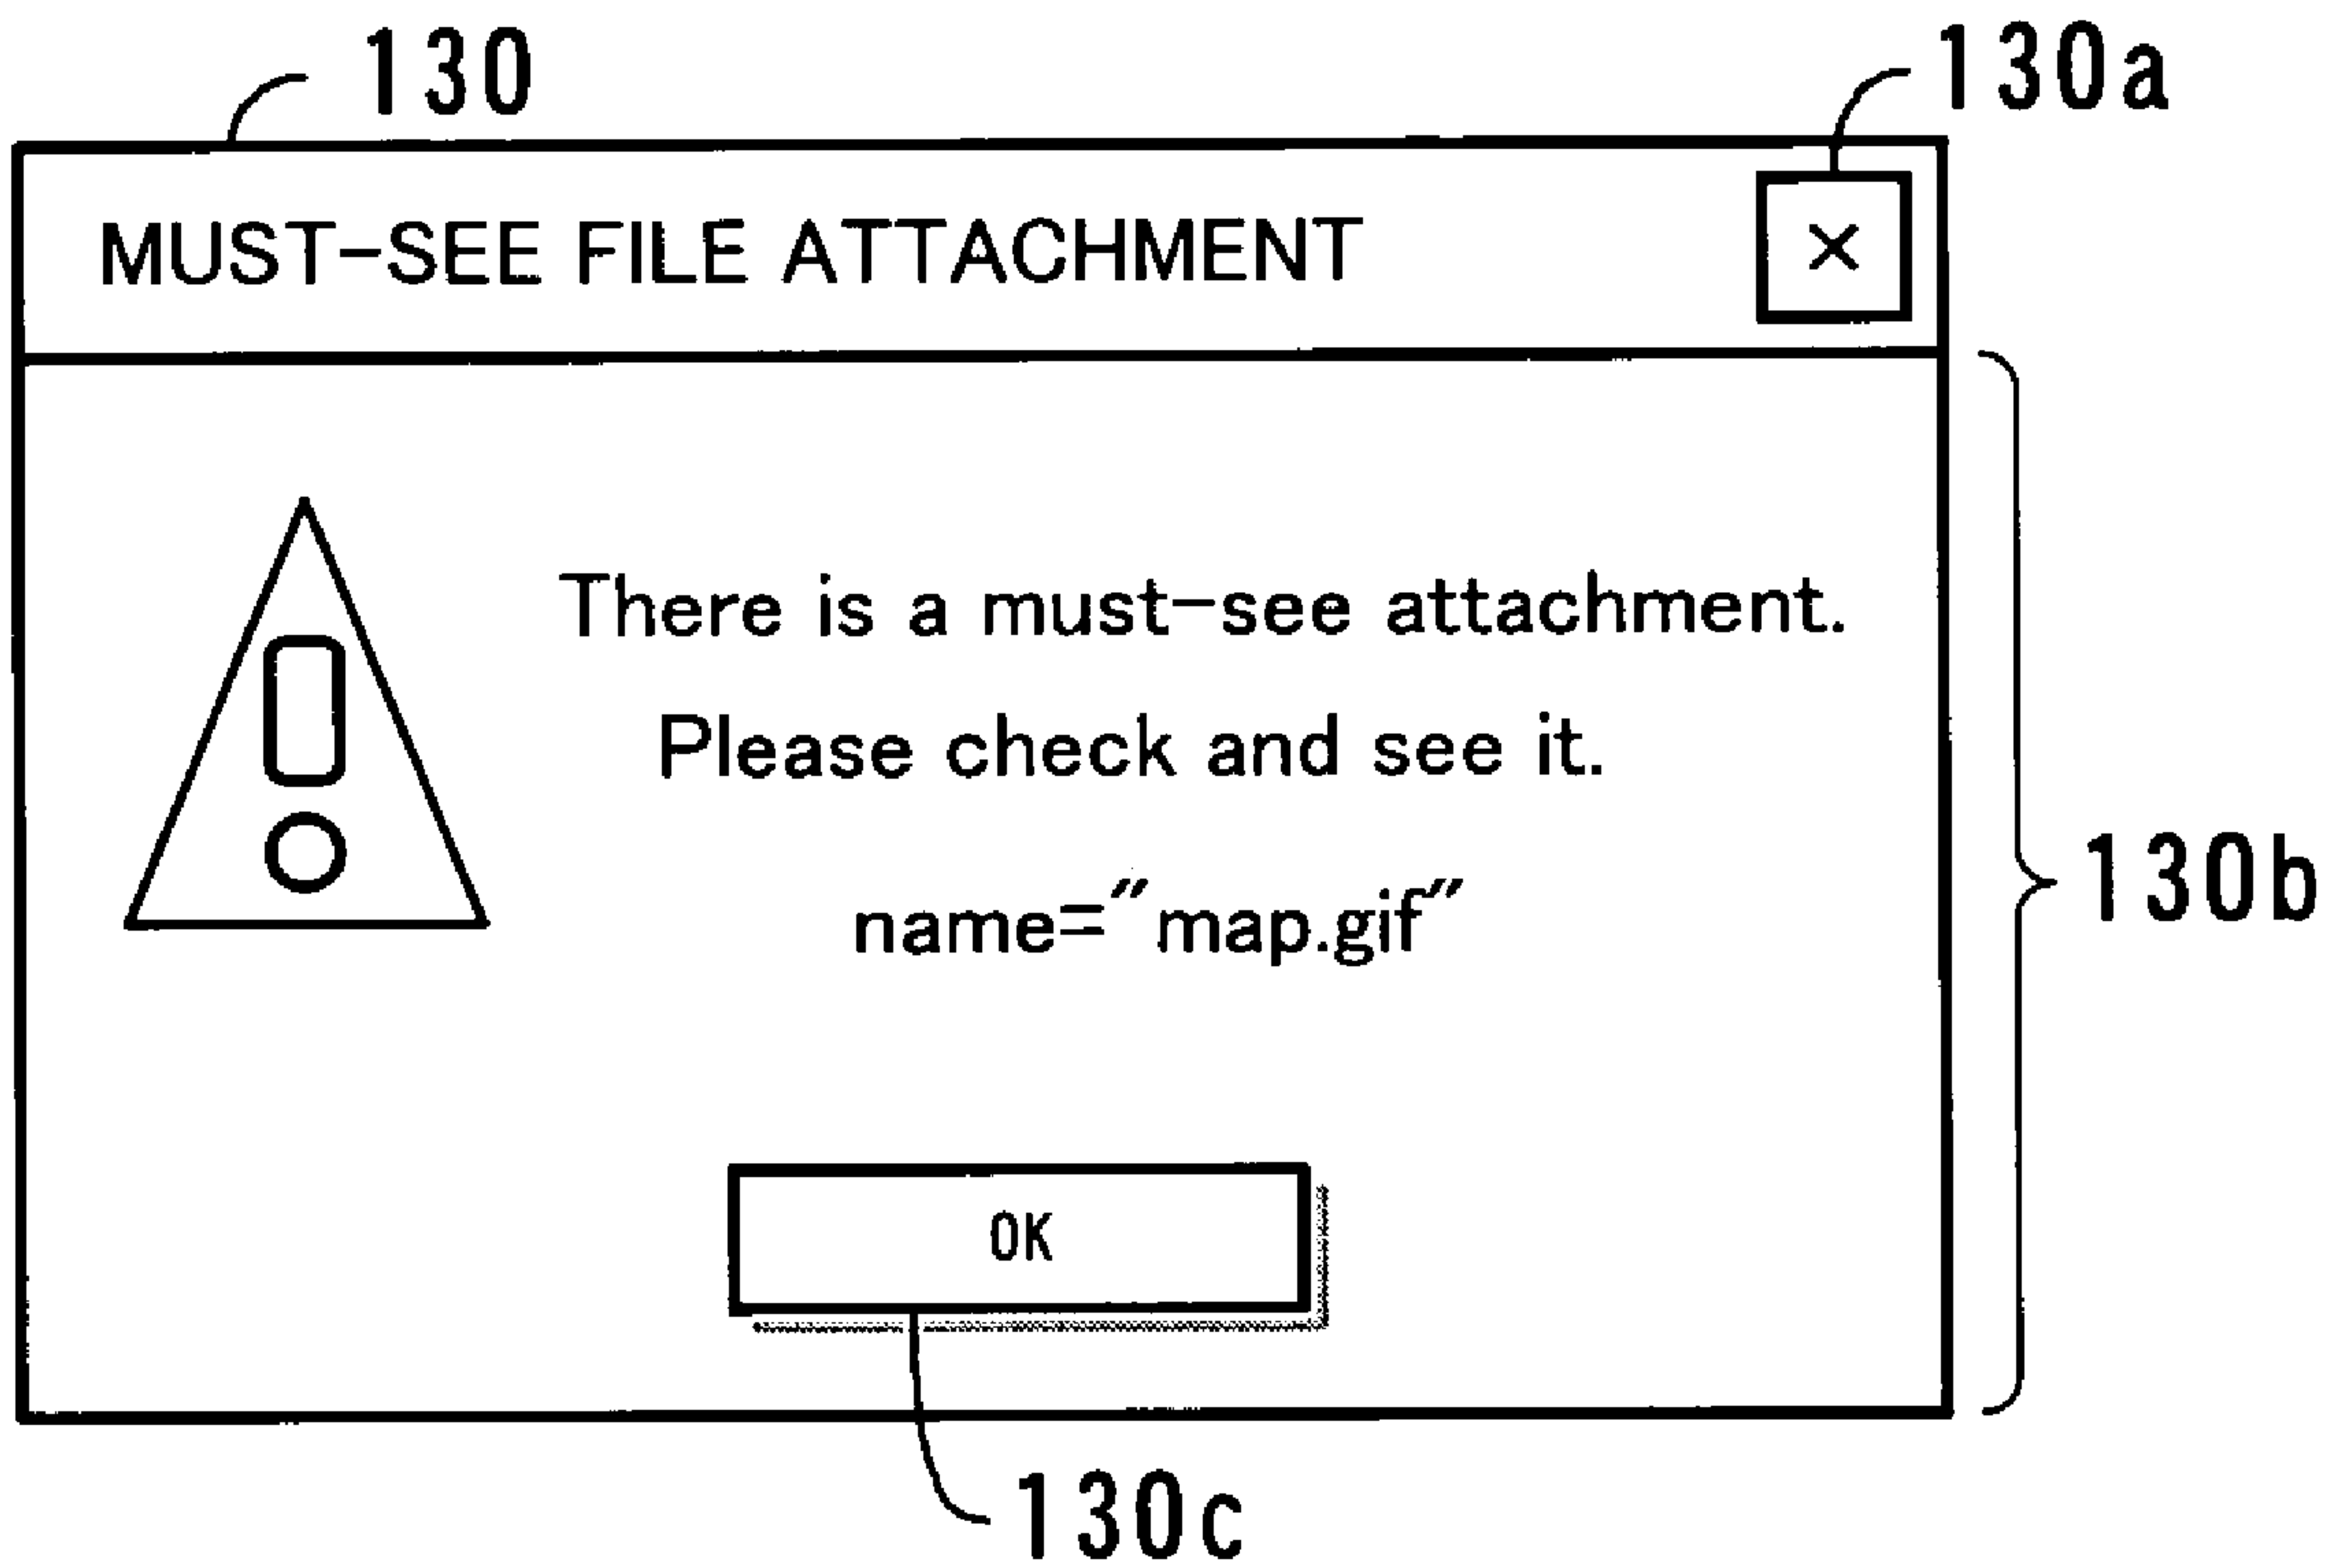 130
130a
MUST-SEE FILE ATTACHMENT
×
There is a must-see attachment.
Please check and see it.
name="map.gif"
130b
OK
130c